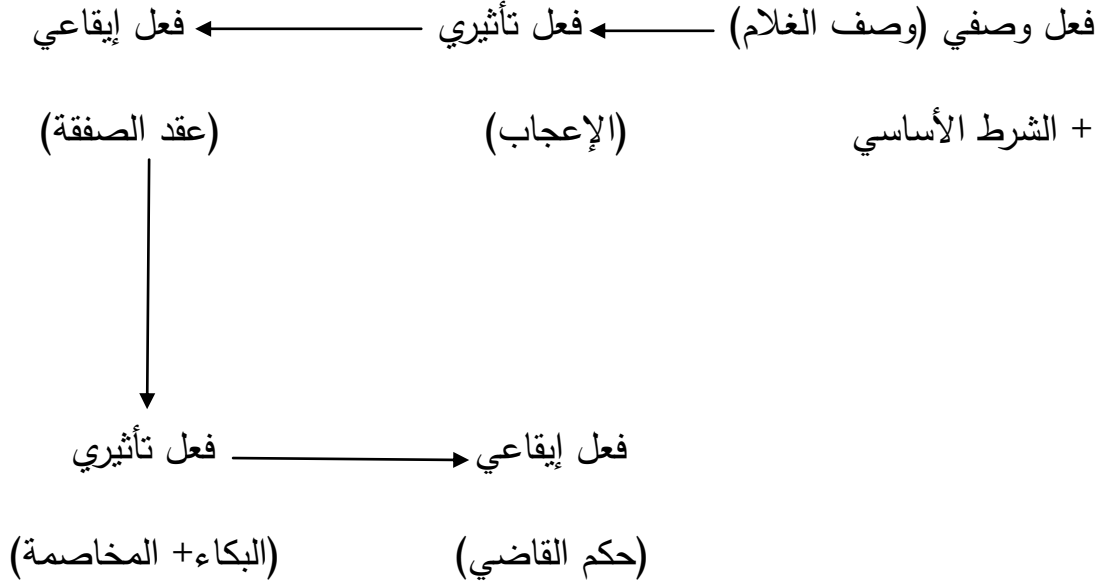 فعل وصفي (وصف الغلام) فعل تأثيري فعل إيقاعي
+ الشرط الأساسي (الإعجاب) (عقد الصفقة)
فعل إيقاعي فعل تأثيري
(حكم القاضي) (البكاء+ المخاصمة)